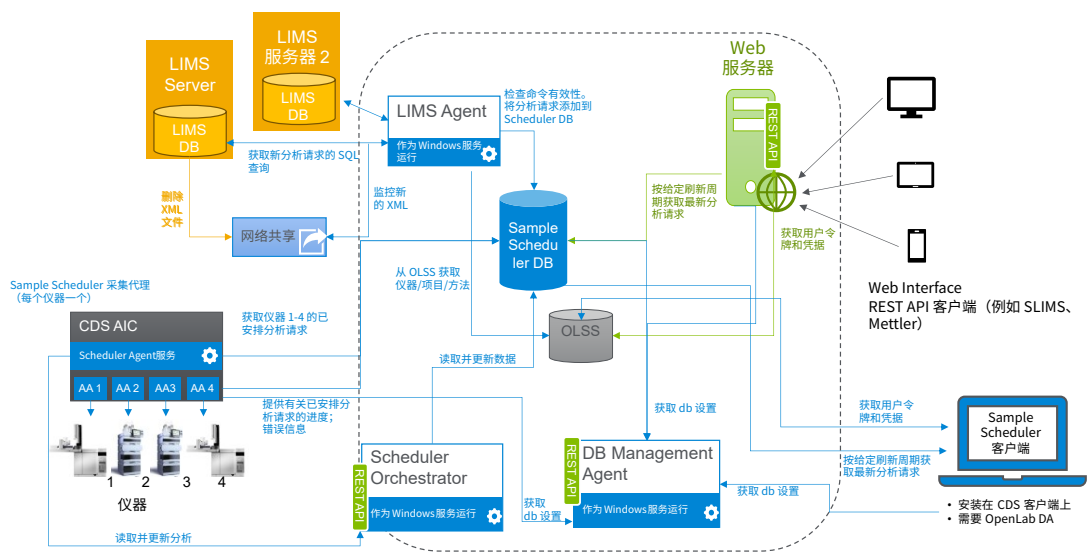 LIMS
Server
LIMS
DB
LIMS
服务器 2
LIMS
DB
LIMS Agent
作为 Windows服务
运行
检查命令有效性。
将分析请求添加到
Scheduler DB
获取新分析请求的 SQL
查询
删除
XML
文件
监控新
的 XML
网络共享
Web
服务器
REST API
按给定刷新周
期获取最新分
析请求
获取用户令
牌和凭据
Web Interface
REST API 客户端（例如 SLIMS、
Mettler）
Sample
Schedu
ler DB
从 OLSS 获取
仪器/项目/方法
OLSS
Sample Scheduler 采集代理
（每个仪器一个）
CDS AIC
Scheduler Agent服务
AA 1
AA 2
AA3
AA 4
获取仪器 1-4 的已
安排分析请求
读取并更新数据
提供有关已安排分
析请求的进度；
错误信息
1
2
3
4
仪器
读取并更新分析
REST API
Scheduler
Orchestrator
作为 Windows服务运行
获取
db 设置
REST API
DB Management
Agent
作为 Windows服务运行
获取 db 设置
获取 db 设置
获取用户令
牌和凭据
按给定刷新周期获
取最新分析请求
Sample
Scheduler
客户端
• 安装在 CDS 客户端上
• 需要 OpenLab DA